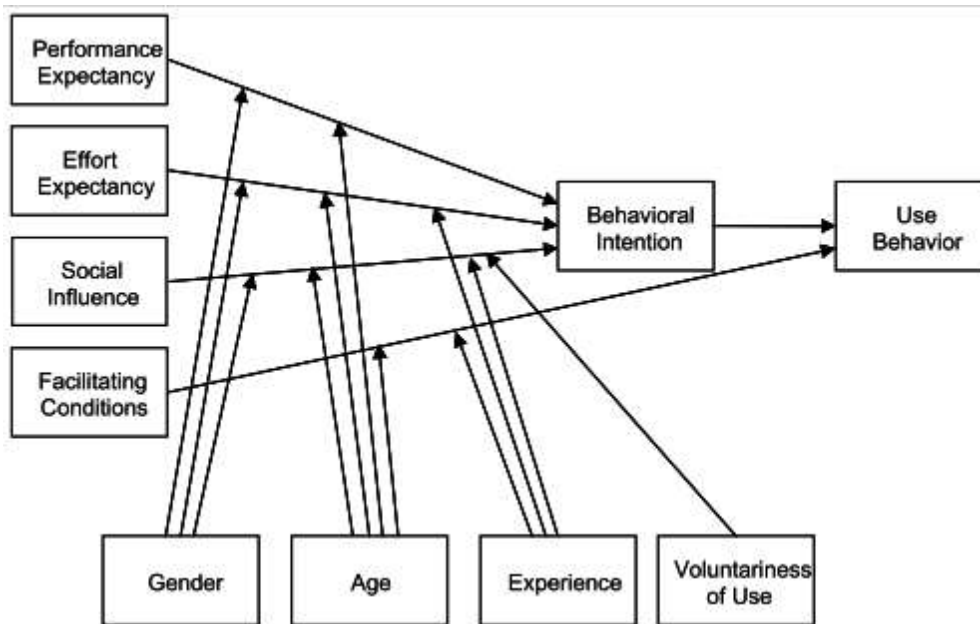 Performance
Expectancy
Effort
Expectancy
Social
Influence
Facilitating
Conditions
Behavioral
Intention
Use
Behavior
Gender
Age
Experience
Voluntariness
of Use